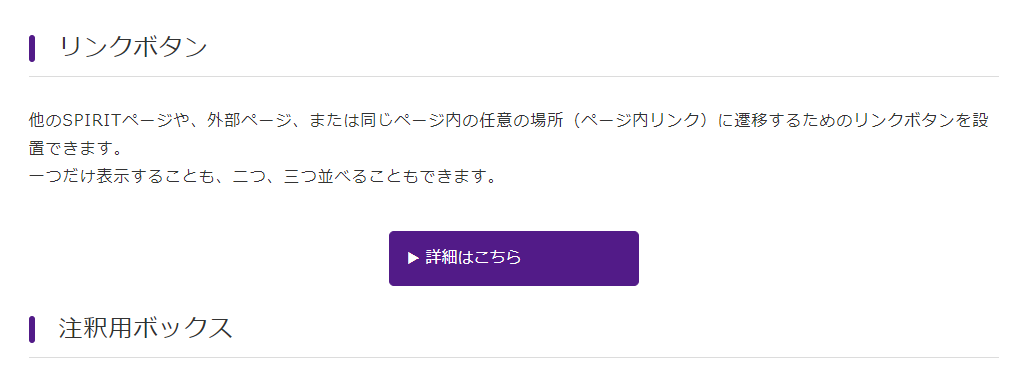 リンクボタン
他のSPIRITページや、外部ページ、または同じページ内の任意の場所（ページ内リンク）に遷移するためのリンクボタンを設
置できます。
一つだけ表示することも、二つ、三つ並べることもできます。
▶ 詳細はこちら
注釈用ボックス